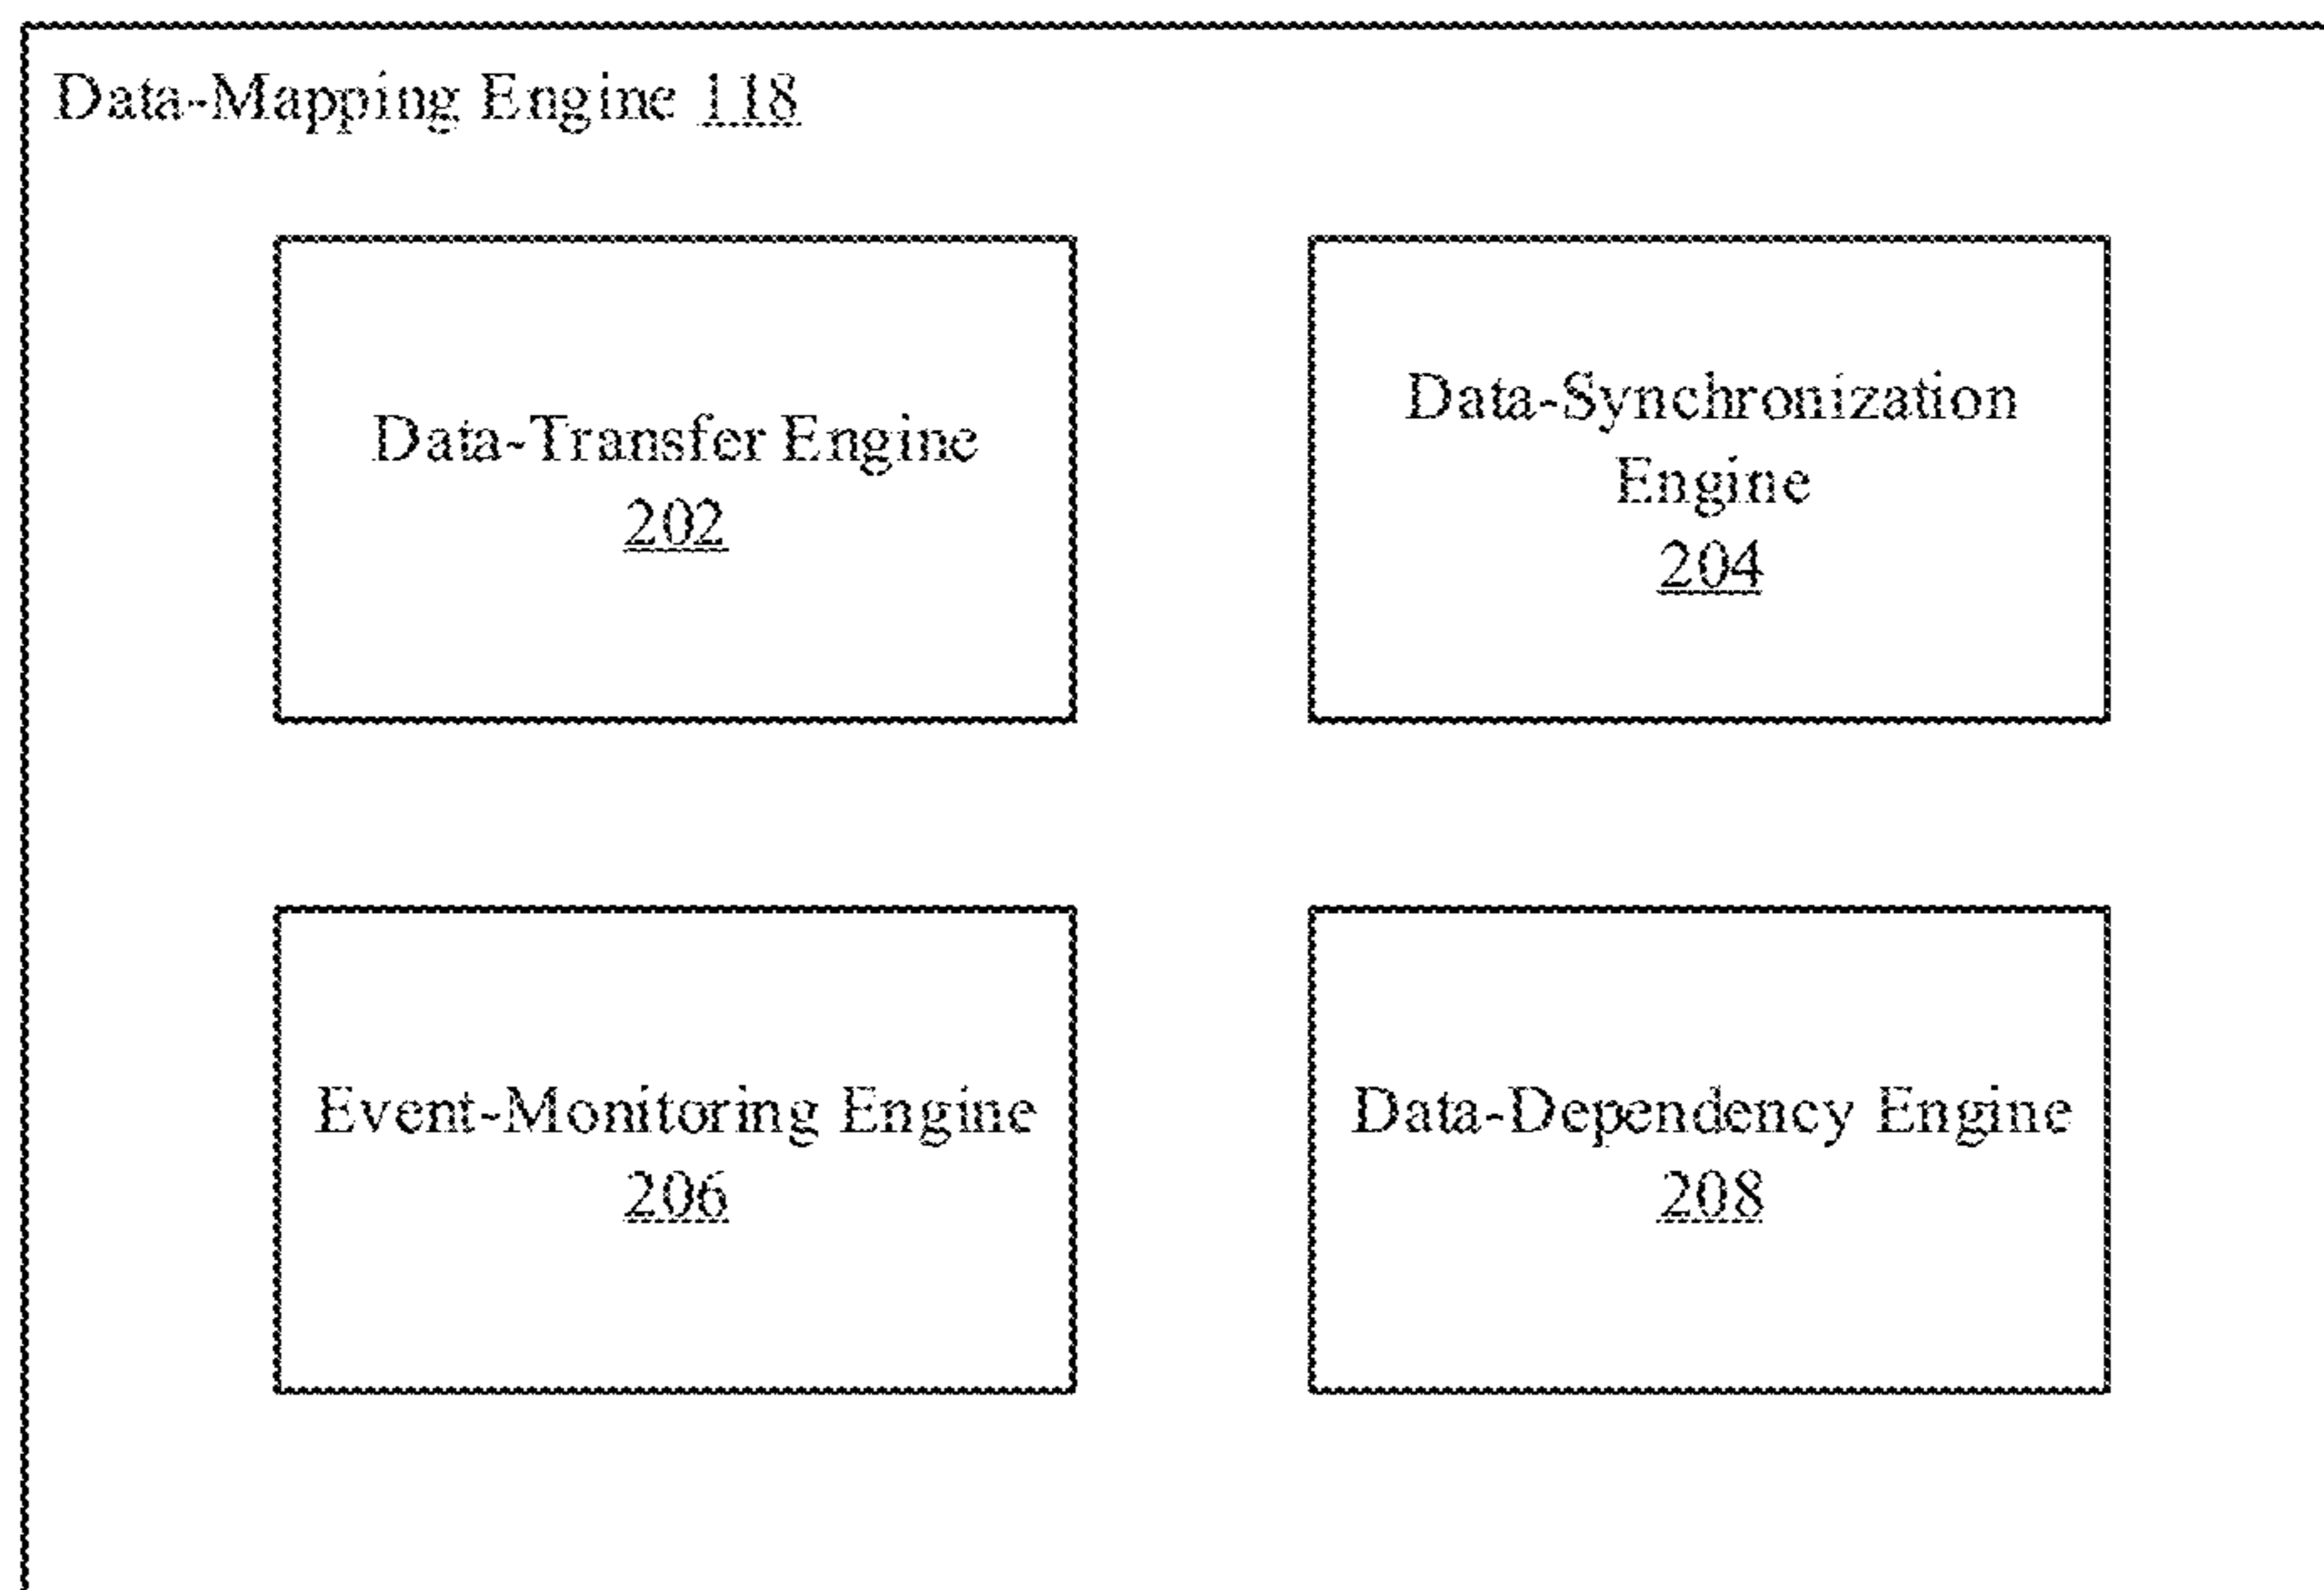 Data-Mapping Engine 118
Data-Transfer Engine
202
Data-Synchronization
Engine
204
Event-Monitoring Engine
206
Data-Dependency Engine
208